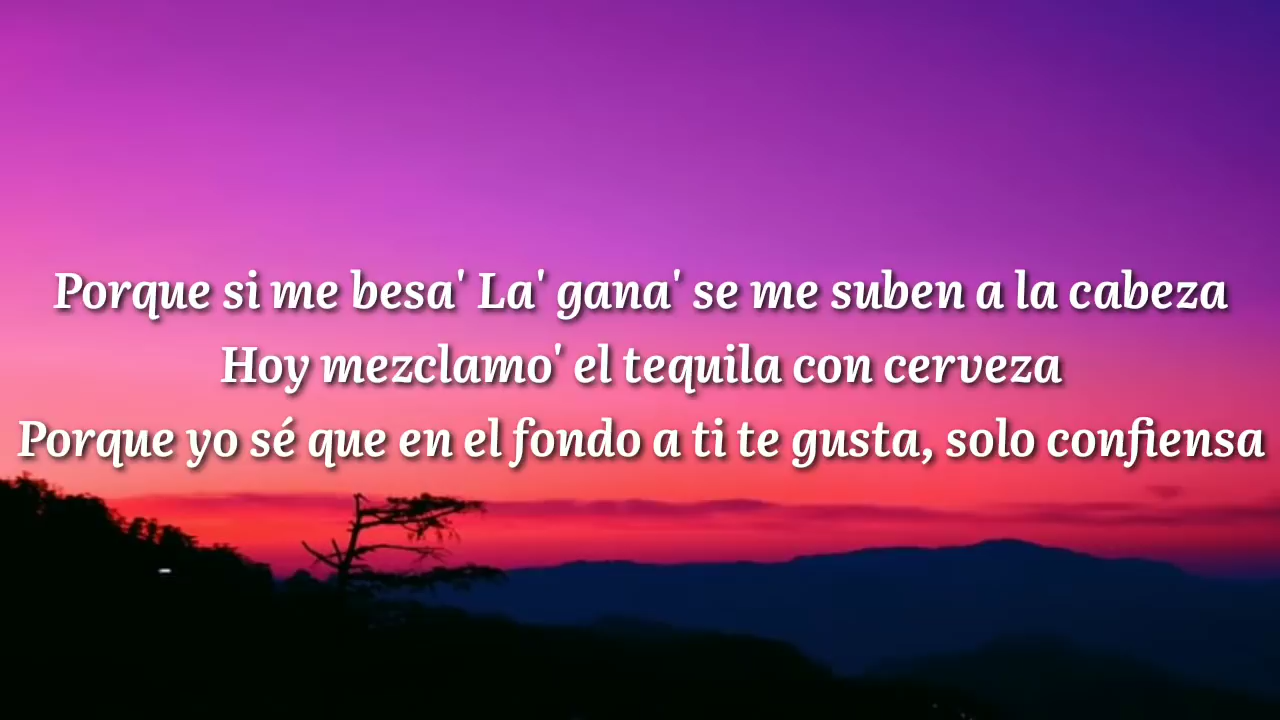 Porque si me besa' La' gana' se me suben a la cabeza
Hoy mezclamo' el tequila con cerveza
Porque yo sé que en el fondo a ti te gusta, solo confiensa